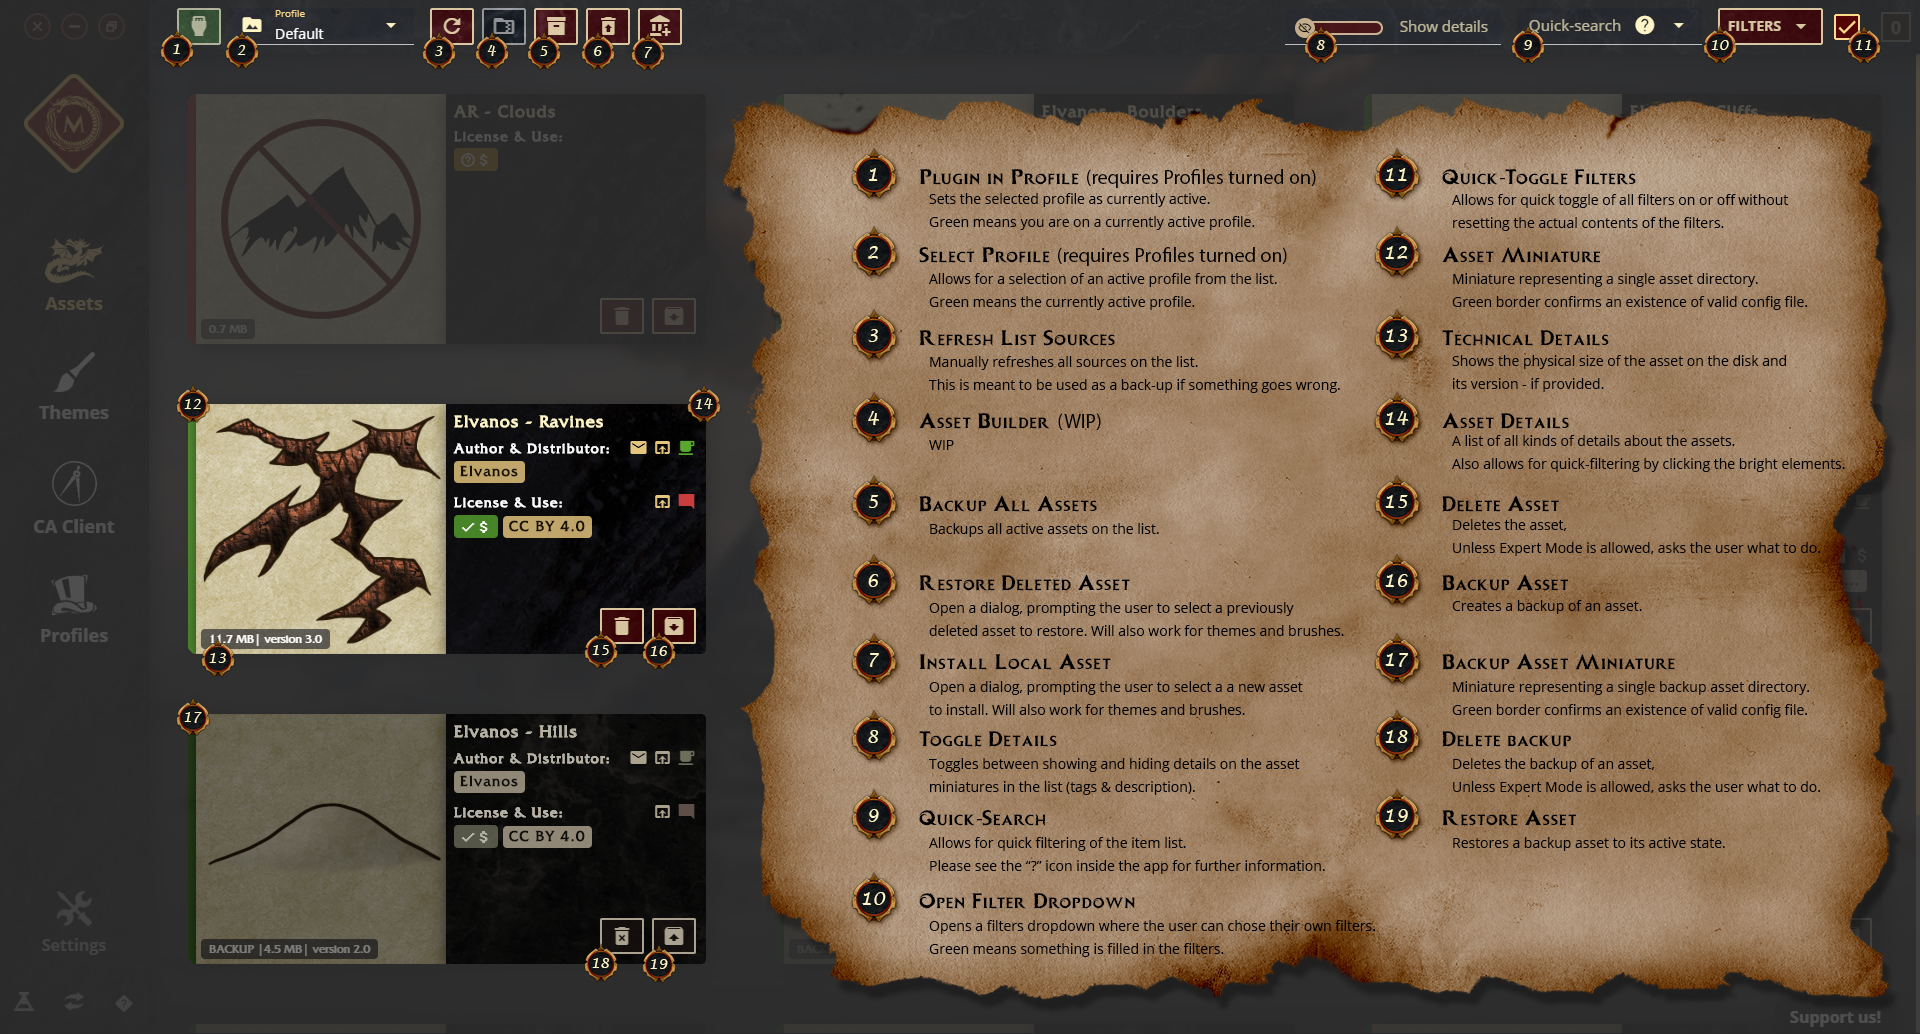 Profile
Default
Show details
Quick-search
?
FILTERS
0
1
2
3
4
5
6
7
8
9
10
11
M
Assets
Themes
CA Client
Profiles
Settings
Support us!
AR - Clouds
License & Use:
$
0.7 MB
12
14
Elvanos - Ravines
Author & Distributor:
Elvanos
License & Use:
$
CC BY 4.0
11.7 MB| version 3.0
13
15
16
17
Elvanos - Hills
Author & Distributor:
Elvanos
License & Use:
$
CC BY 4.0
BACKUP |4.5 MB| version 2.0
18
19
Elvanos - Boulders
1
Plugin in Profile (requires Profiles turned on)
Sets the selected profile as currently active.
Green means you are on a currently active profile.
2
Select Profile (requires Profiles turned on)
Allows for a selection of an active profile from the list.
Green means the currently active profile.
3
Refresh List Sources
Manually refreshes all sources on the list.
This is meant to be used as a back-up if something goes wrong.
4
Asset Builder (WIP)
WIP
5
Backup All Assets
Backups all active assets on the list.
6
Restore Deleted Asset
Open a dialog, prompting the user to select a previously
deleted asset to restore. Will also work for themes and brushes.
7
Install Local Asset
Open a dialog, prompting the user to select a a new asset
to install. Will also work for themes and brushes.
8
Toggle Details
Toggles between showing and hiding details on the asset
miniatures in the list (tags & description).
9
Quick-Search
Allows for quick filtering of the item list.
Please see the “?” icon inside the app for further information.
10
Open Filter Dropdown
Opens a filters dropdown where the user can chose their own filters.
Green means something is filled in the filters.
11
Quick-Toggle Filters
Allows for quick toggle of all filters on or off without
resetting the actual contents of the filters.
12
Asset Miniature
Miniature representing a single asset directory.
Green border confirms an existence of valid config file.
13
Technical Details
Shows the physical size of the asset on the disk and
its version - if provided.
14
Asset Details
A list of all kinds of details about the assets.
Also allows for quick-filtering by clicking the bright elements.
15
Delete Asset
Deletes the asset,
Unless Expert Mode is allowed, asks the user what to do.
16
Backup Asset
Creates a backup of an asset.
17
Backup Asset Miniature
Miniature representing a single backup asset directory.
Green border confirms an existence of valid config file.
18
Delete backup
Deletes the backup of an asset,
Unless Expert Mode is allowed, asks the user what to do.
19
Restore Asset
Restores a backup asset to its active state.